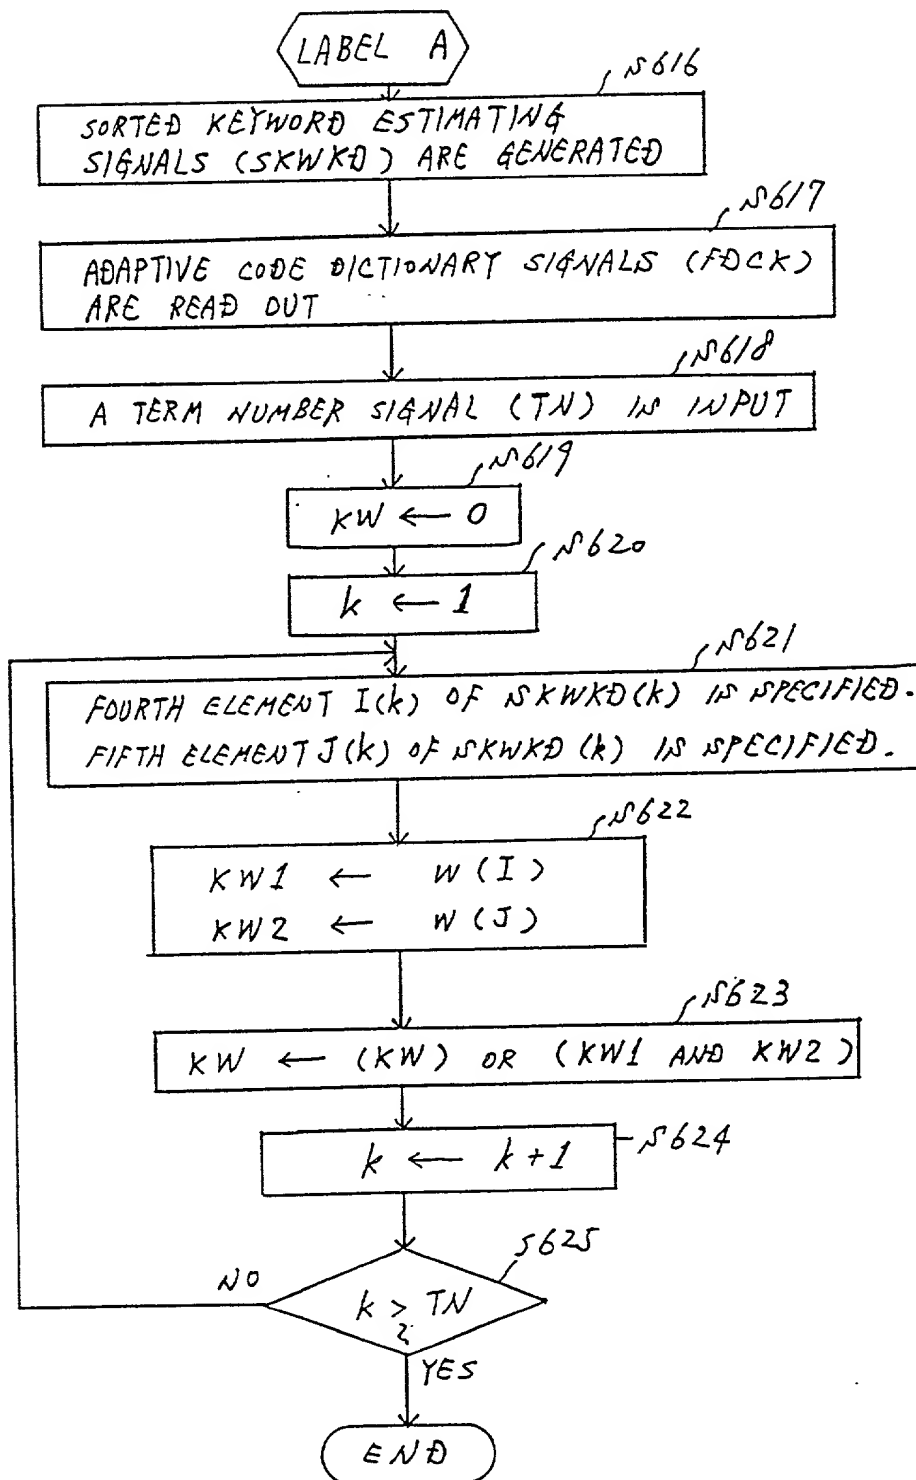 LABEL A
S616
SORTED KEYWORD ESTIMATING
SIGNALS (SKWKD) ARE GENERATED
S617
ADAPTIVE CODE DICTIONARY SIGNALS (FDCK)
ARE READ OUT
S618
A TERM NUMBER SIGNAL (TN) IS INPUT
S619
KW ← 0
S620
k ← 1
S621
FOURTH ELEMENT I(k) OF SKWKD(k) IS SPECIFIED.
FIFTH ELEMENT J(k) OF SKWKD (k) IS SPECIFIED.
S622
KW1 ← W(I)
KW2 ← W(J)
S623
KW ← (KW) OR (KW1 AND KW2)
S624
k ← k+1
S625
NO
k > TN
?
YES
END